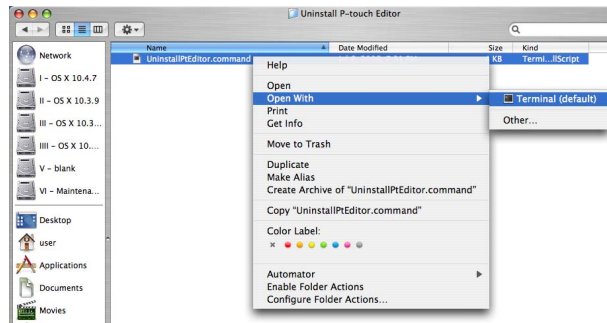 Uninstall P-touch Editor
Name Date Modified Size Kind
UninstallPtEditor.command KB Termi...llScript
Network
I - OS X 10.4.7
II - OS X 10.3.9
III - OS X 10.3...
IIII - OS X 10....
V - blank
VI - Maintena...
Desktop
user
Applications
Documents
Movies
Help
Open
Open With
Print
Get Info
Move to Trash
Duplicate
Make Alias
Create Archive of "UninstallPtEditor.command"
Copy "UninstallPtEditor.command"
Color Label:
Automator
Enable Folder Actions
Configure Folder Actions...
Terminal (default)
Other...